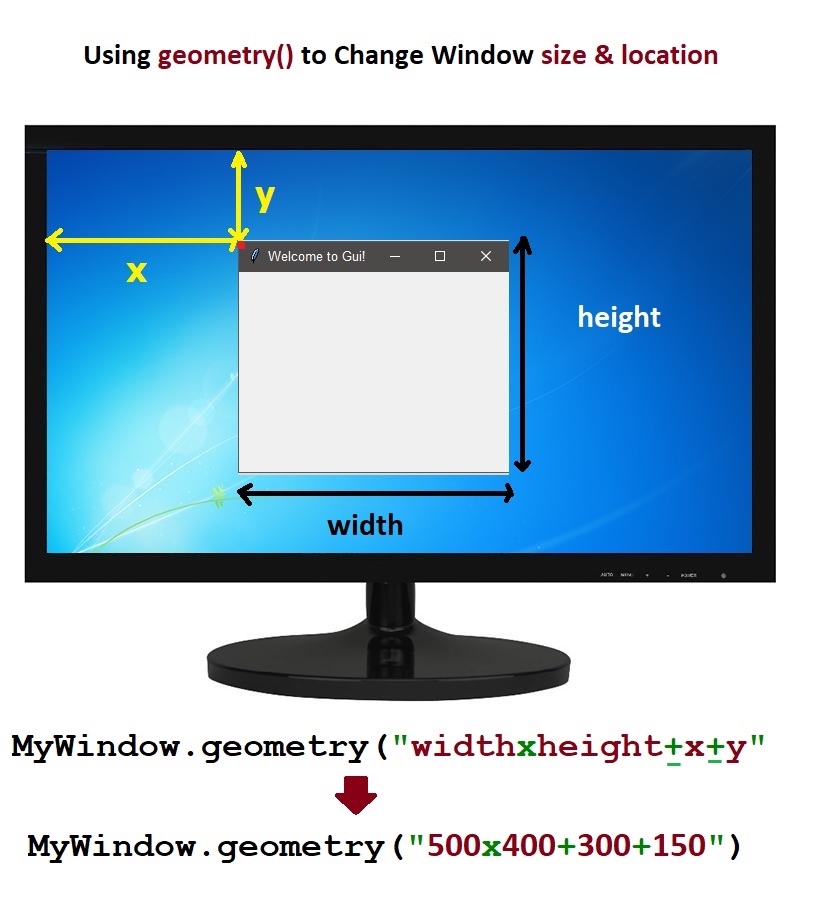 Using geometry() to Change Window size & location
y
x
Welcome to Gui!
height
width
AUTO MENU + - POWER
MyWindow.geometry("widthxheight±x±y"
MyWindow.geometry("500x400+300+150")